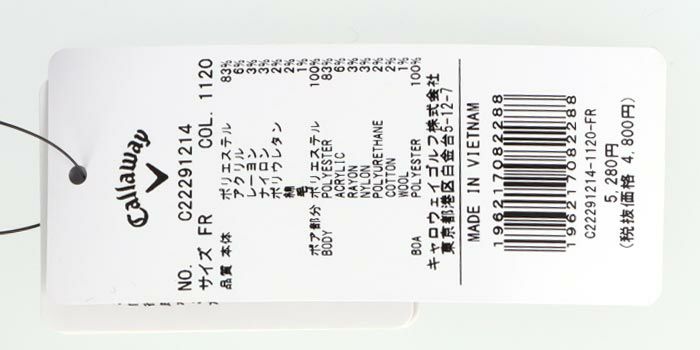 Callaway
NO. C22291214
サイズ FR COL. 1120
品質 本体 ポリエステル 83%
アクリル 6%
レーヨン 3%
ナイロン 3%
ポリウレタン 2%
綿 2%
毛 1%
ボア部分 ポリエステル 100%
BODY POLYESTER 83%
ACRYLIC 6%
RAYON 3%
NYLON 3%
POLYURETHANE 2%
COTTON 2%
WOOL 1%
BOA POLYESTER 100%
キャロウェイゴルフ株式会社
東京都港区白金台5-12-7
MADE IN VIETNAM
196217082288
196217082288
C22291214-1120-FR
5,280円
(税抜価格 4,800円)